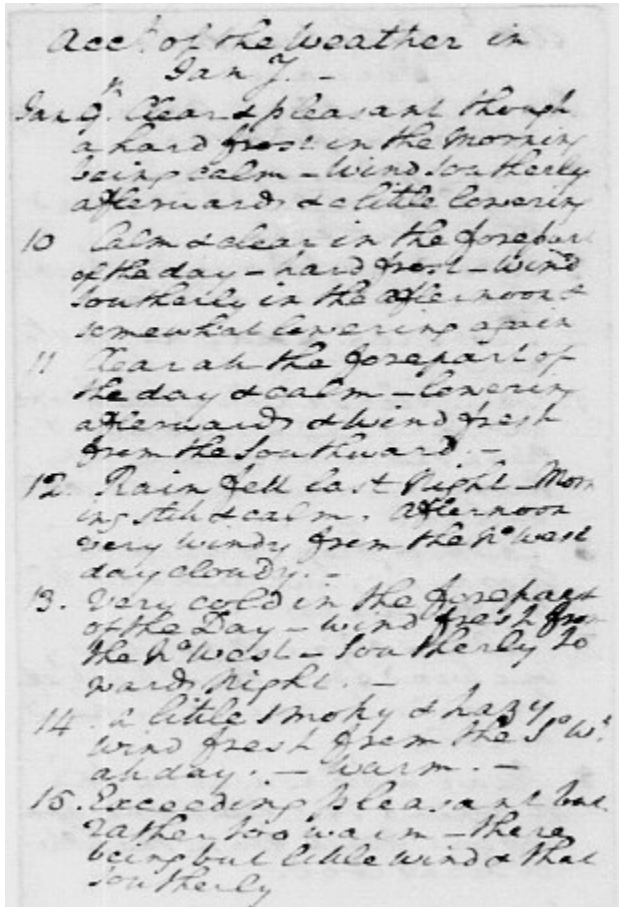 Acct. of the Weather in
Jany.—
Jan 9th. Clear & pleasant though
a hard frost in the Morning
being calm – Wind Southerly
afterwards & a little lowering
10 Calm & clear in the forepart
of the day – hard frost – Wind
Southerly in the afternoon &
somewhat lowering again
11 Clear all the forepart of
the day & calm – lowering
afterwards & Wind fresh
from the Southward. –
12. Rain fell last Night – Morn
ing still & calm. Afternoon
very windy from the No. West
day cloudy. –
13. Very cold in the forepart
of the Day – Wind fresh from
the No. West – Southerly to
wards Night. –
14. A little smoky & hazy
wind fresh from the So. Wt.
all day. – Warm. –
15. Exceeding pleasant but
rather too warm – there
being but little wind & that
Southerly